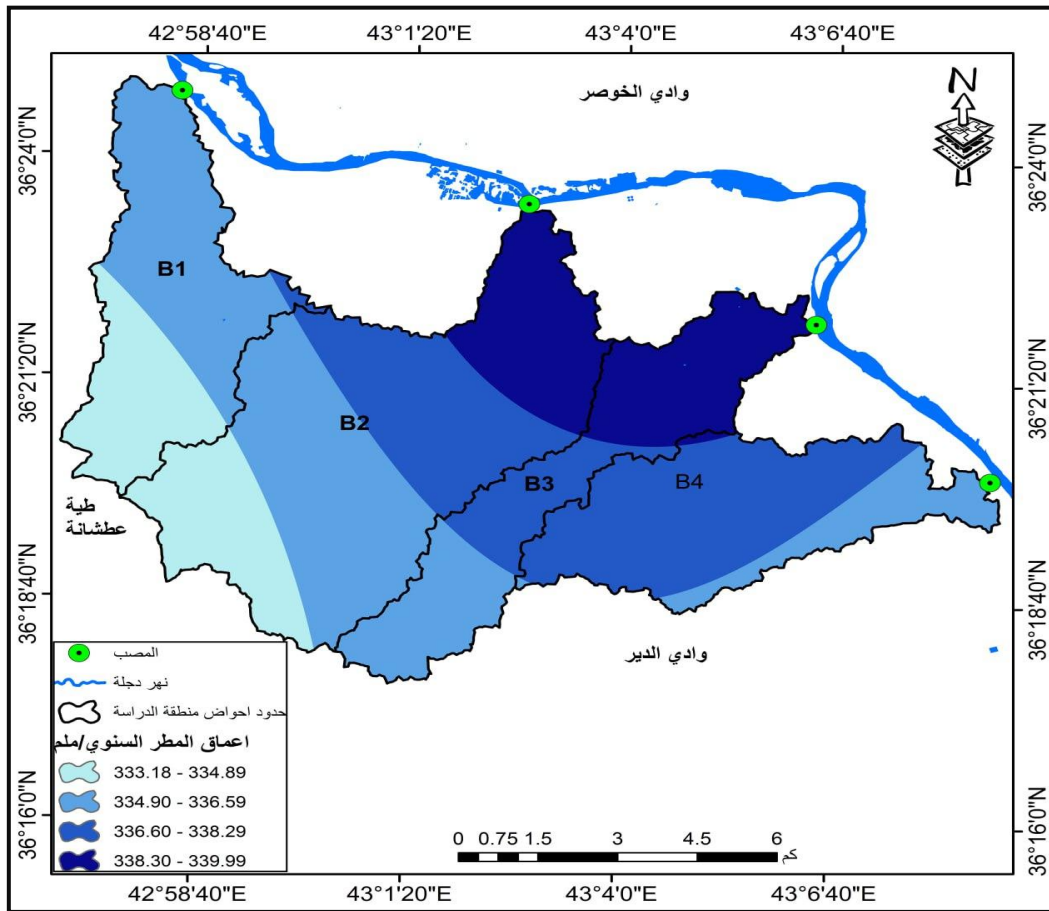 42°58'40"E
43°1'20"E
43°4'0"E
43°6'40"E
وادي الخوصر
N
36°24'0"N
36°24'0"N
B1
36°21'20"N
36°21'20"N
B2
B3
B4
طية
عطشانة
36°18'40"N
36°18'40"N
وادي الدير
المصب
نهر دجلة
حدود احواض منطقة الدراسة
اعماق المطر السنوي/ملم
333.18 - 334.89
334.90 - 336.59
336.60 - 338.29
338.30 - 339.99
36°16'0"N
36°16'0"N
0 0.75 1.5 3 4.5 6
كم
42°58'40"E
43°1'20"E
43°4'0"E
43°6'40"E